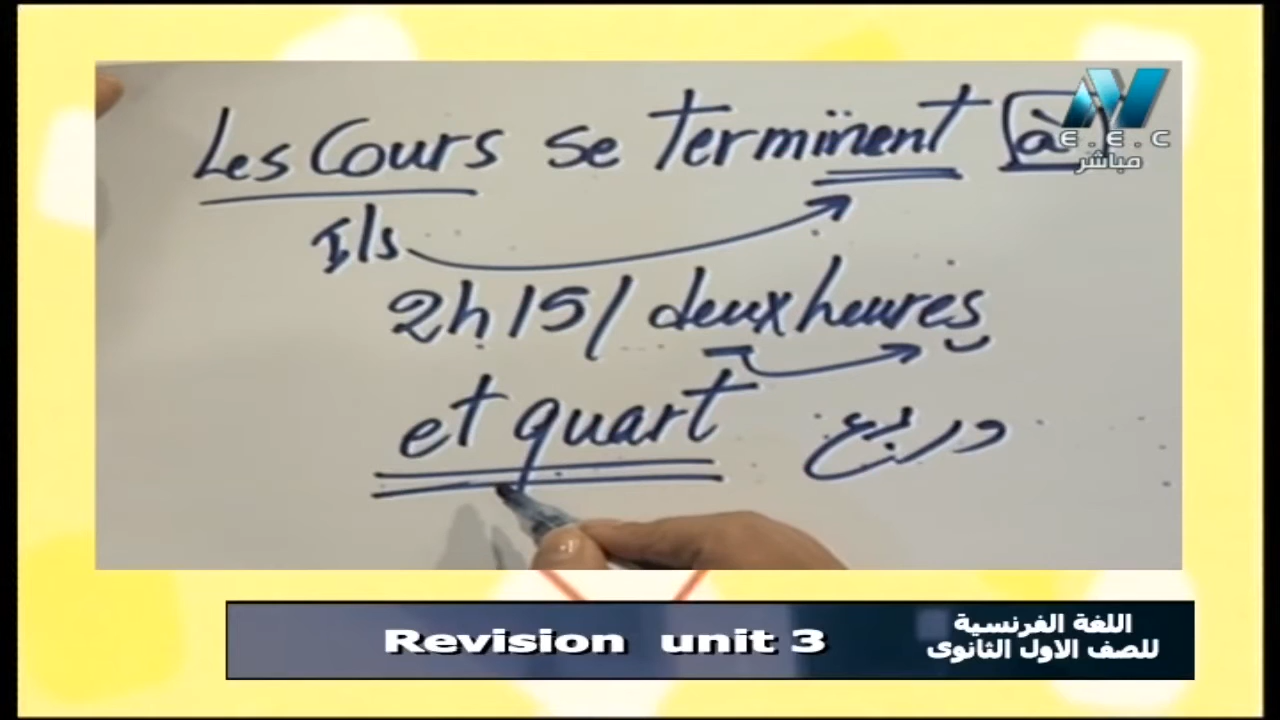 Les Cours se terminent à
Ils
2h15/ deux heures
et quart وربع
E.E.C
مباشر
Revision unit 3
اللغة الفرنسية
للصف الاول الثانوى